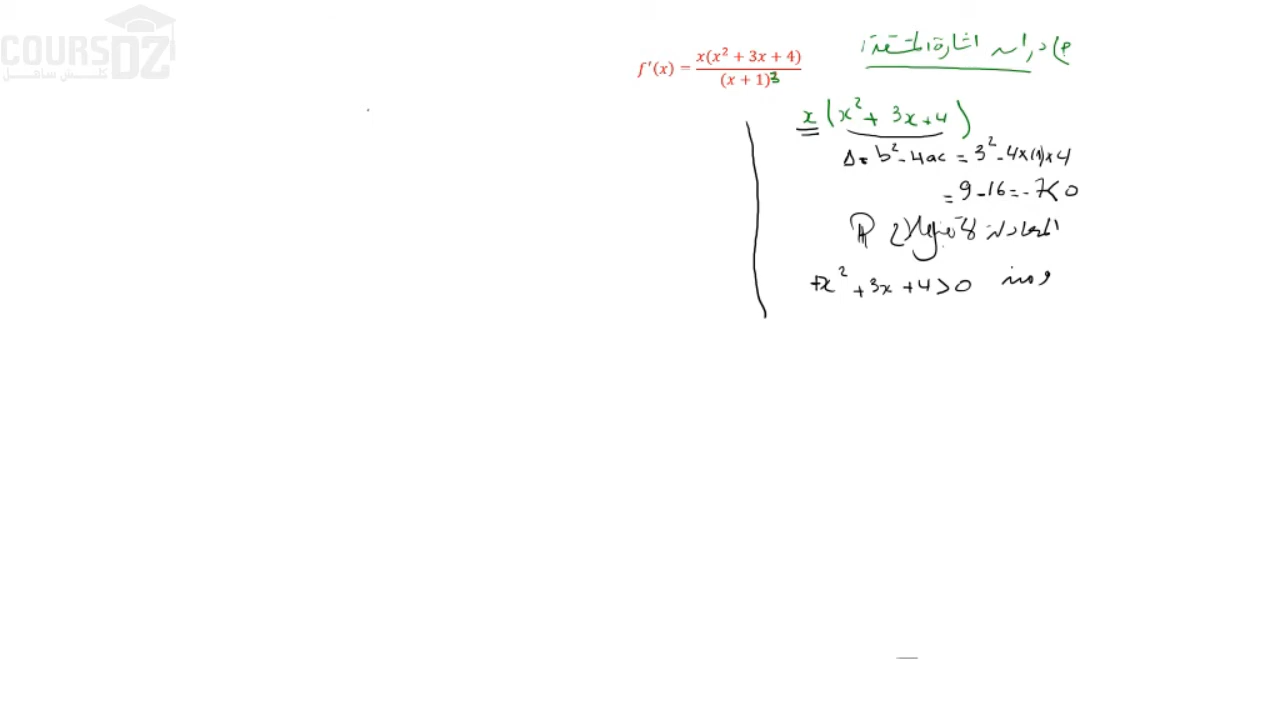 COURSDZ
كلش ساهل
م) دراسة اشارة المشتقة:
f'(x) = x(x² + 3x + 4) / (x + 1)³
x (x² + 3x + 4)
Δ = b² - 4ac = 3² - 4×(1)×4
= 9 - 16 = -7 < 0
المعادلة لا تقبل حلول في ℝ
ومنه +x² + 3x + 4 > 0